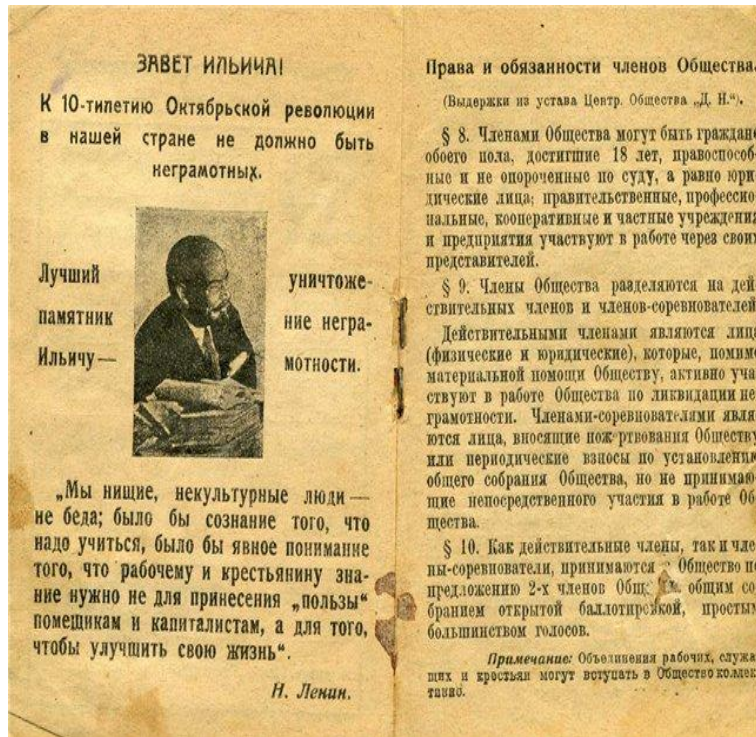 ЗАВЕТ ИЛЬИЧА!
К 10-тилетию Октябрьской революции
в нашей стране не должно быть
неграмотных.
Лучший
памятник
Ильичу—
уничтоже-
ние негра-
мотности.
„Мы нищие, некультурные люди—
не беда; было бы сознание того, что
надо учиться, было бы явное понимание
того, что рабочему и крестьянину зна-
ние нужно не для принесения „пользы“
помещикам и капиталистам, а для того,
чтобы улучшить свою жизнь“.
Н. Ленин.
Права и обязанности членов Общества.
(Выдержки из устава Центр. Общества „Д. Н.“).
§ 8. Членами Общества могут быть граждане
обоего пола, достигшие 18 лет, правоспособ-
ные и не опороченные по суду, а равно юри-
дические лица; правительственные, профессио-
нальные, кооперативные и частные учреждения
и предприятия участвуют в работе через своих
представителей.
§ 9. Члены Общества разделяются на дей-
ствительных членов и членов-соревнователей.
Действительными членами являются лица
(физические и юридические), которые, помимо
материальной помощи Обществу, активно уча-
ствуют в работе Общества по ликвидации не-
грамотности. Членами-соревнователями явля-
ются лица, вносящие пож ртвования Обществу
или периодические взносы по установлению
общего собрания Общества, но не принимаю-
щие непосредственного участия в работе Об-
щества.
§ 10. Как действительные члены, так и чле-
ны-соревнователи, принимаются Общество по
предложению 2-х членов общим со-
бранием открытой баллотировкой, простым
большинством голосов.
Примечание: Объединения рабочих, служа-
щих и крестьян могут вступать в Общество коллек-
тивно.